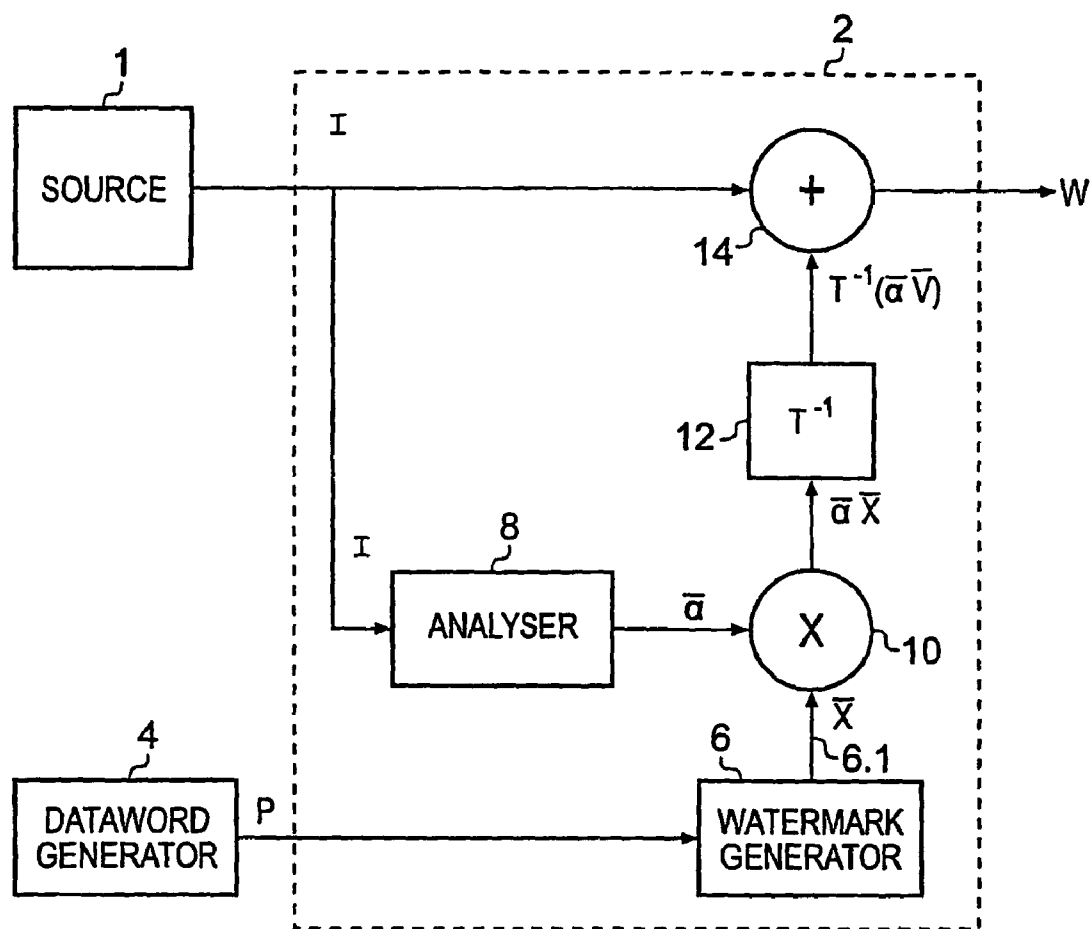 2
1
I
SOURCE
+
W
14
T⁻¹(ᾱ V̅)
12
T⁻¹
ᾱ X̅
I
8
ANALYSER
ᾱ
X
10
X̅
4
6
6.1
P
DATAWORD
GENERATOR
WATERMARK
GENERATOR